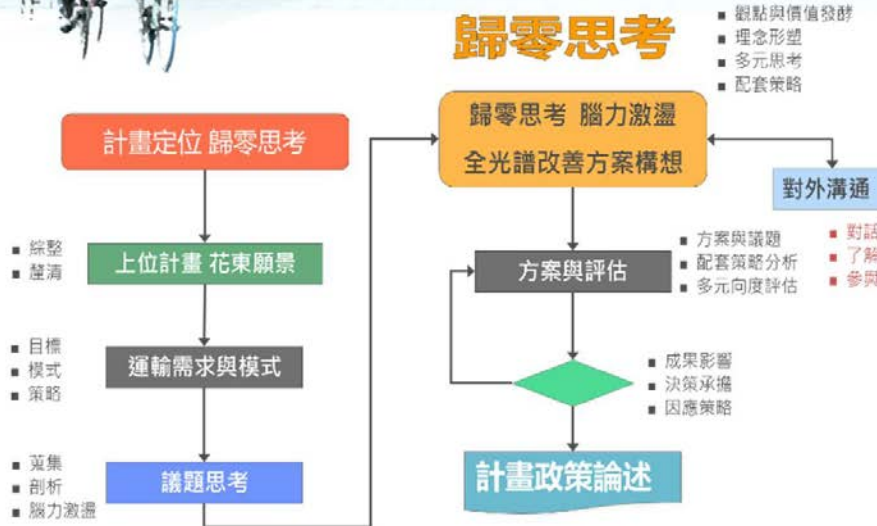 歸零思考
▪ 觀點與價值發酵
▪ 理念形塑
▪ 多元思考
▪ 配套策略
計畫定位 歸零思考
▪ 綜整
▪ 釐清
上位計畫 花東願景
▪ 目標
▪ 模式
▪ 策略
運輸需求與模式
▪ 蒐集
▪ 剖析
▪ 腦力激盪
議題思考
歸零思考 腦力激盪
全光譜改善方案構想
對外溝通
▪ 對話
▪ 了解
▪ 參與
方案與評估
▪ 方案與議題
▪ 配套策略分析
▪ 多元向度評估
▪ 成果影響
▪ 決策承擔
▪ 因應策略
計畫政策論述